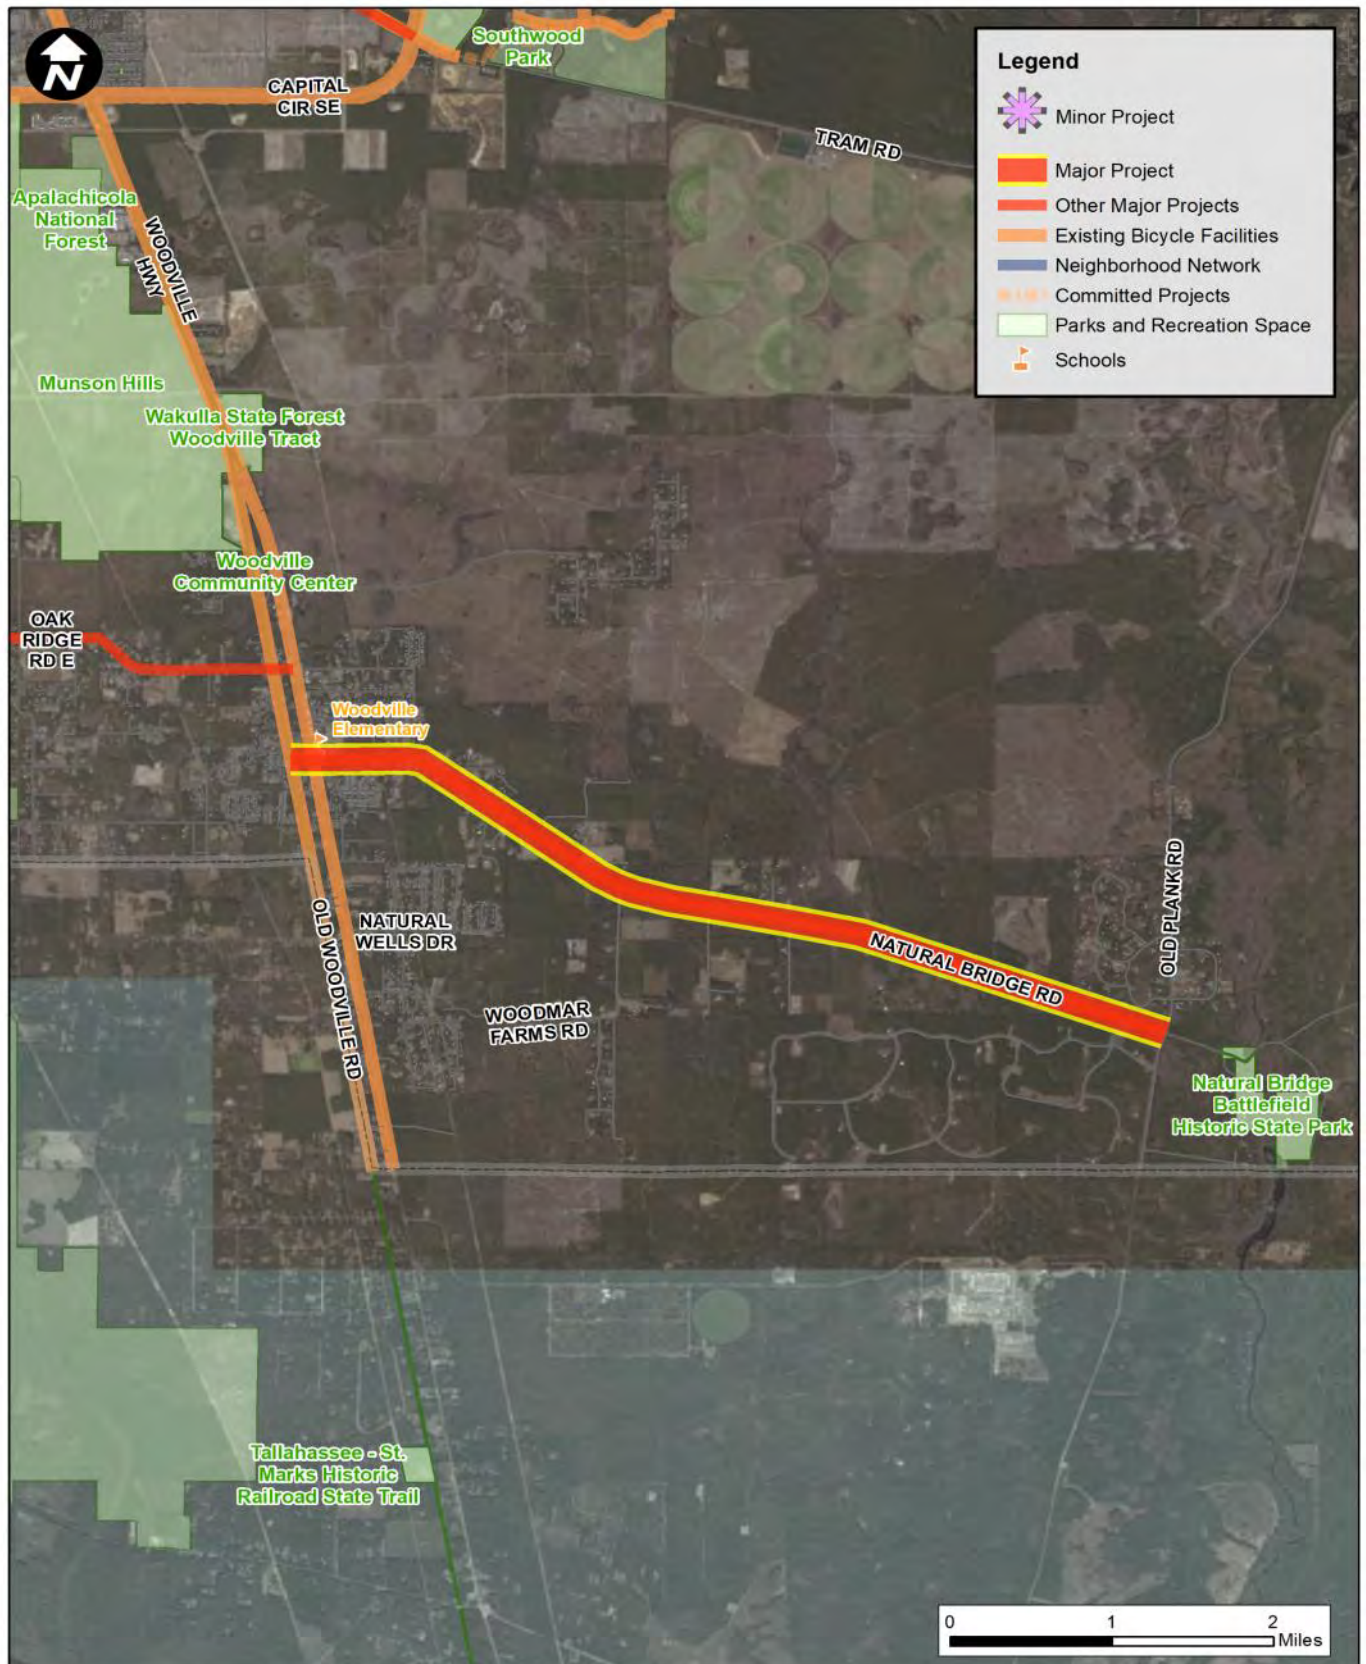 N
Southwood
Park
CAPITAL
CIR SE
TRAM RD
Legend
Minor Project
Major Project
Other Major Projects
Existing Bicycle Facilities
Neighborhood Network
Committed Projects
Parks and Recreation Space
Schools
Apalachicola
National
Forest
WOODVILLE
HWY
Munson Hills
Wakulla State Forest
Woodville Tract
Woodville
Community Center
OAK
RIDGE
RD E
Woodville
Elementary
OLD WOODVILLE RD
NATURAL
WELLS DR
WOODMAR
FARMS RD
NATURAL BRIDGE RD
OLD PLANK RD
Natural Bridge
Battlefield
Historic State Park
Tallahassee - St.
Marks Historic
Railroad State Trail
0 1 2
Miles